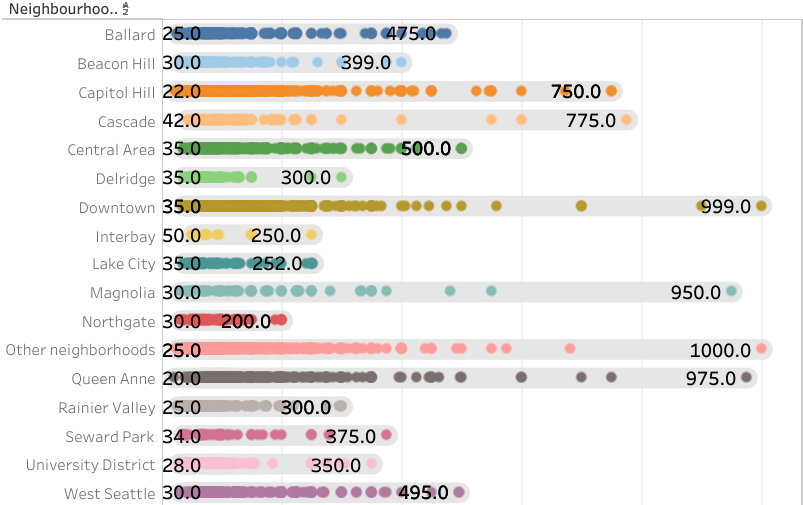 Neighbourhoo.. A Z
Ballard 25.0 475.0
Beacon Hill 30.0 399.0
Capitol Hill 22.0 750.0
Cascade 42.0 775.0
Central Area 35.0 500.0
Delridge 35.0 300.0
Downtown 35.0 999.0
Interbay 50.0 250.0
Lake City 35.0 252.0
Magnolia 30.0 950.0
Northgate 30.0 200.0
Other neighborhoods 25.0 1000.0
Queen Anne 20.0 975.0
Rainier Valley 25.0 300.0
Seward Park 34.0 375.0
University District 28.0 350.0
West Seattle 30.0 495.0